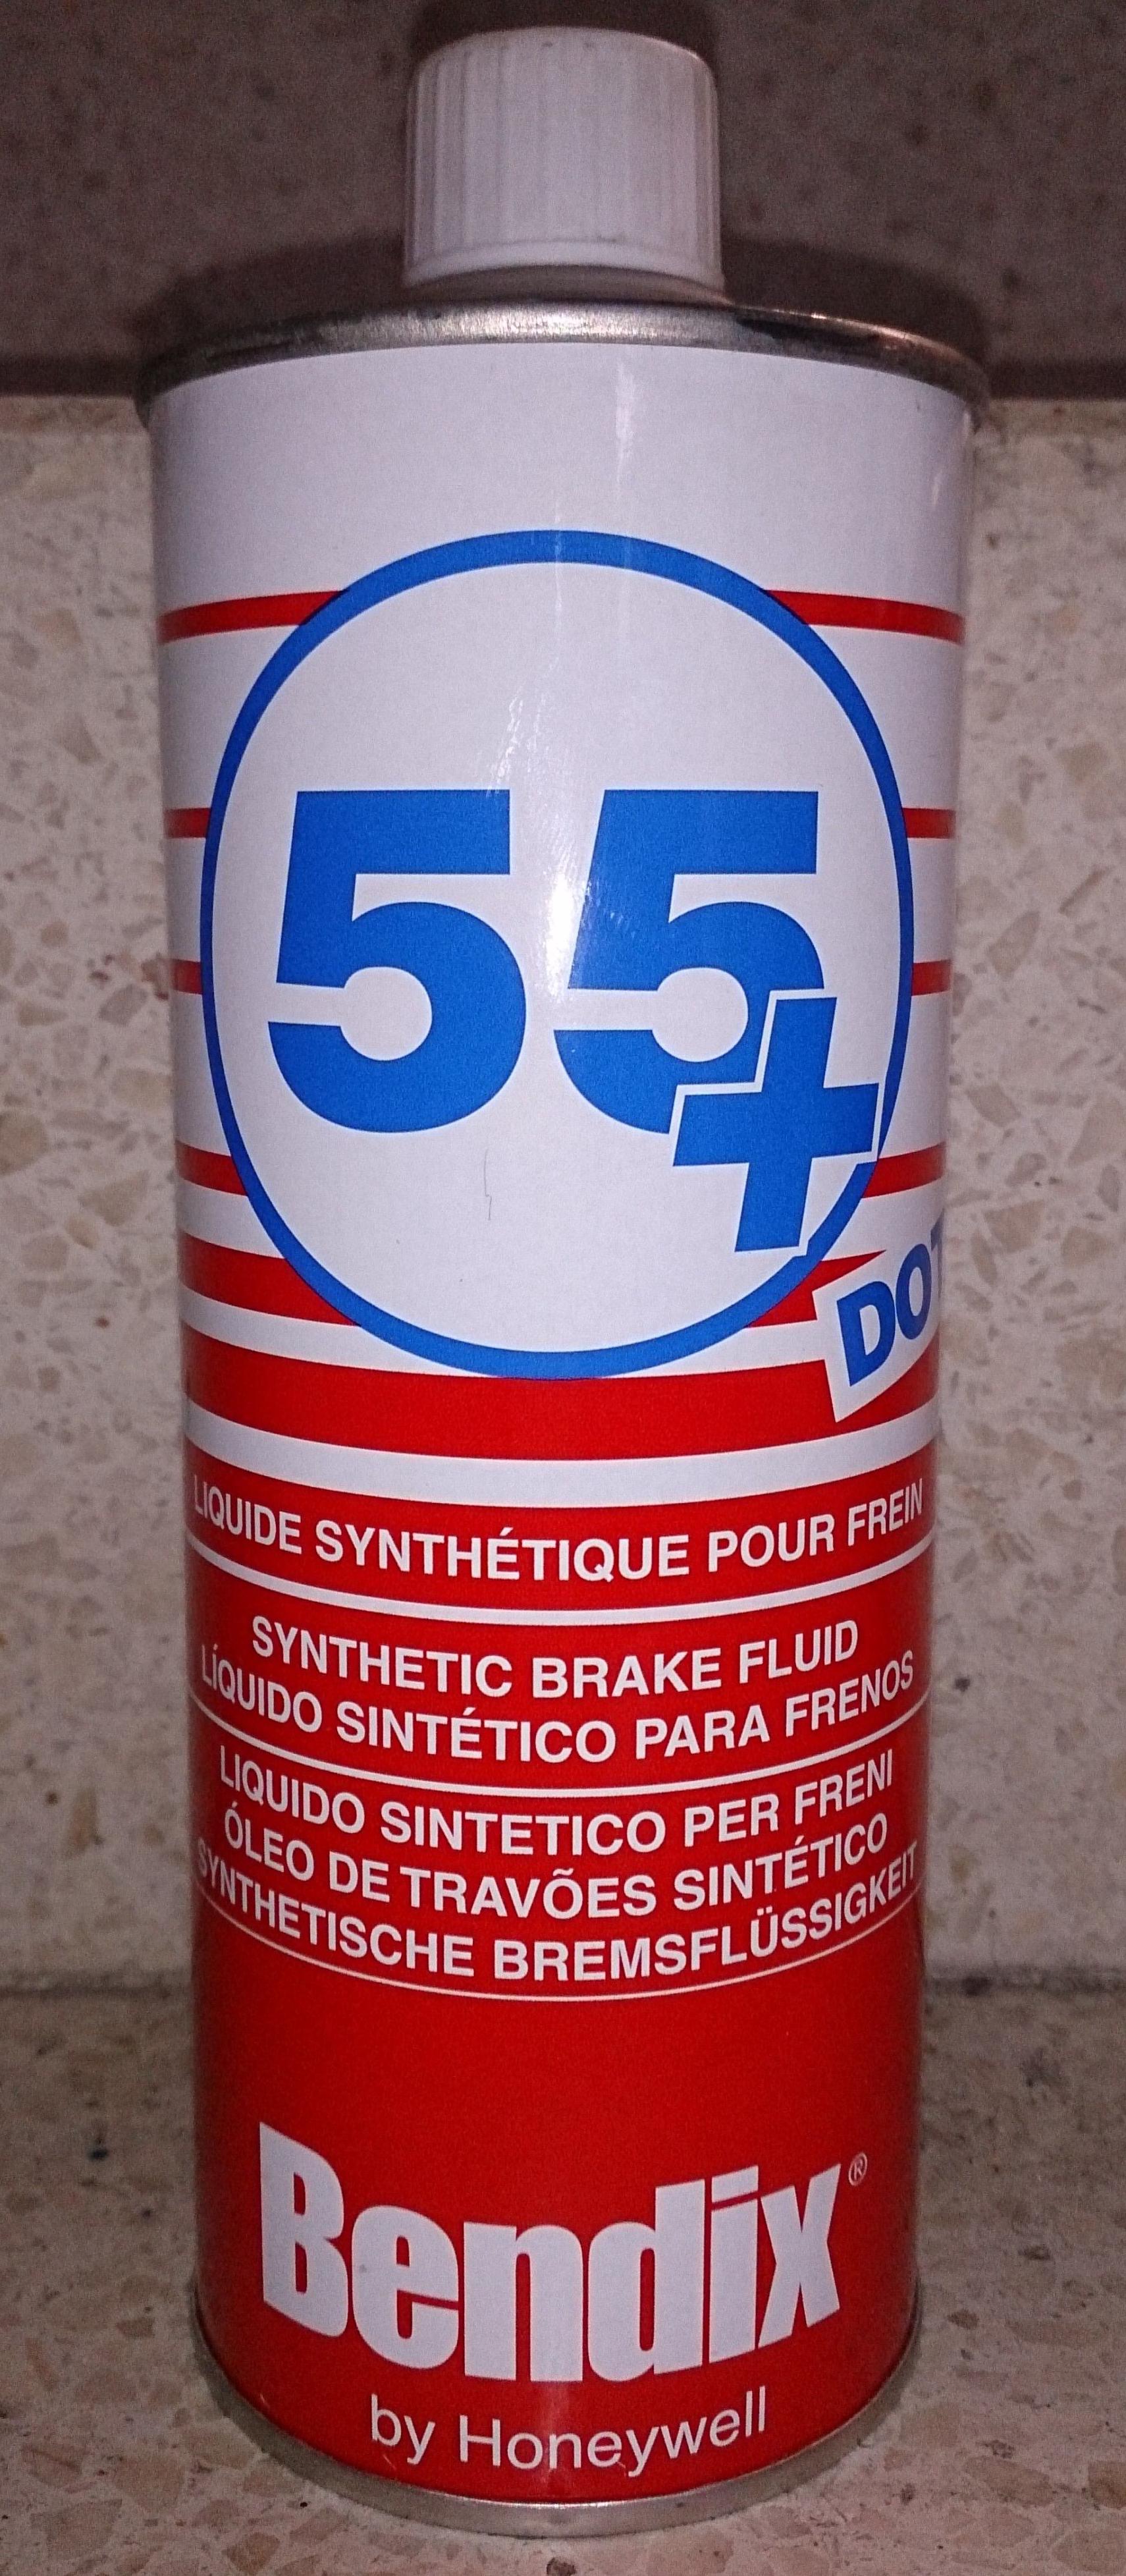 55+
DOT
LIQUIDE SYNTHÉTIQUE POUR FREIN
SYNTHETIC BRAKE FLUID
LÍQUIDO SINTÉTICO PARA FRENOS
LIQUIDO SINTETICO PER FRENI
ÓLEO DE TRAVÕES SINTÉTICO
SYNTHETISCHE BREMSFLÜSSIGKEIT
Bendix®
by Honeywell